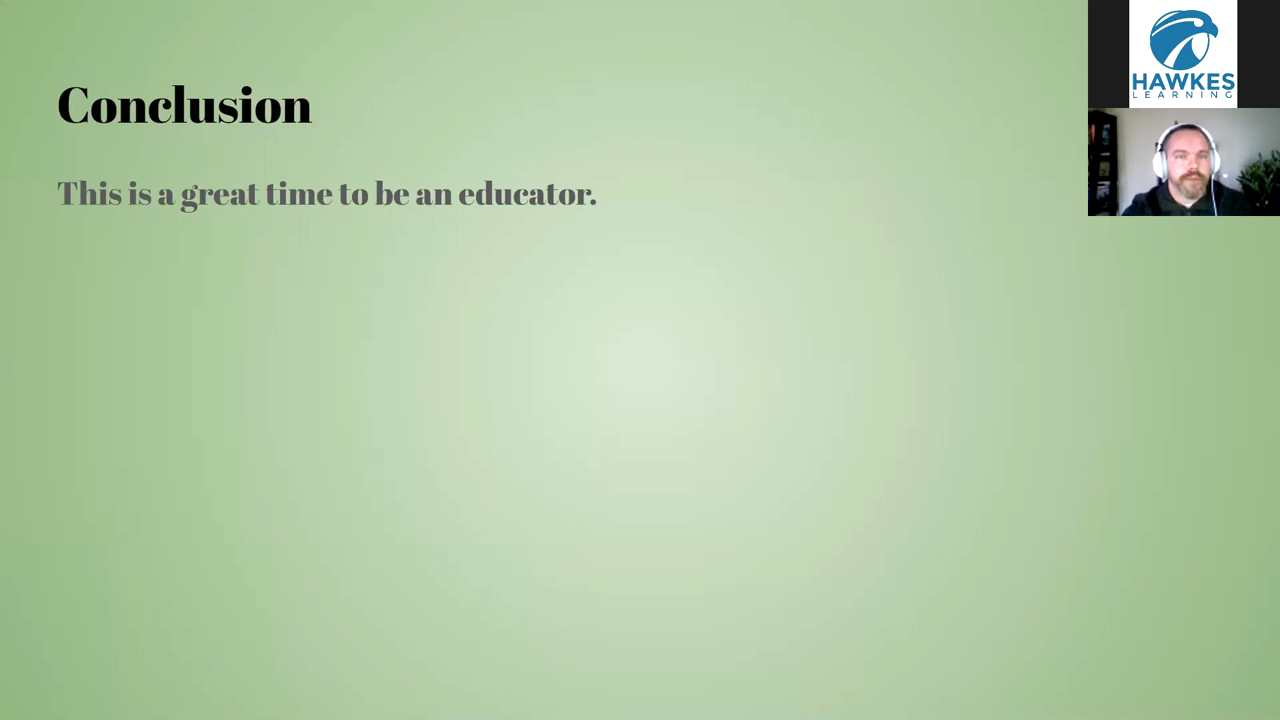 Conclusion
This is a great time to be an educator.
HAWKES
LEARNING